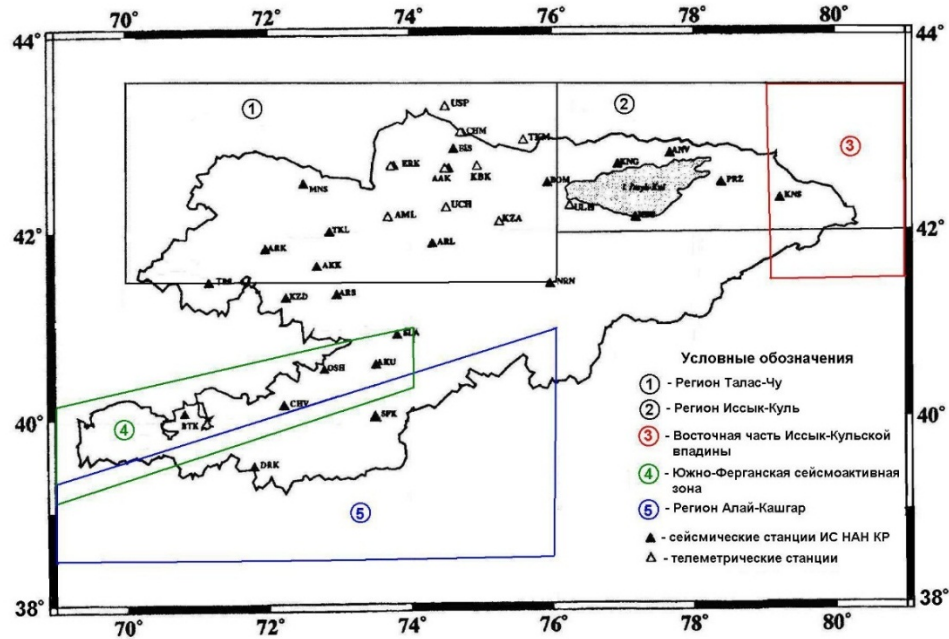 70° 72° 74° 76° 78° 80°
44° 44°
1 2
USP
CHM
TKM
BIS
ERK
ANV
KNG
AAK
KBK
3
MNS
BOM
PRZ
KNS
ULH
UCH
AML
KZA
42° 42°
TKL
ARL
ARK
AKK
NRN
KZD
ARS
SLA
OSH
AKU
Условные обозначения
1 - Регион Талас-Чу
2 - Регион Иссык-Куль
40° 40°
CHV
SFK
BTK
4
3 - Восточная часть Иссык-Кульской
впадины
DRK
4 - Южно-Ферганская сейсмоактивная
зона
5
5 - Регион Алай-Кашгар
- сейсмические станции ИС НАН КР
- телеметрические станции
38° 38°
70° 72° 74° 76° 78° 80°